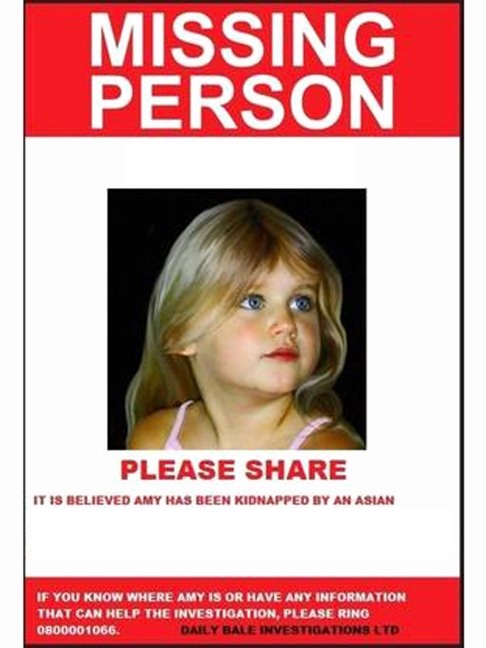 MISSING
PERSON
PLEASE SHARE
IT IS BELIEVED AMY HAS BEEN KIDNAPPED BY AN ASIAN
IF YOU KNOW WHERE AMY IS OR HAVE ANY INFORMATION
THAT CAN HELP THE INVESTIGATION, PLEASE RING
0800001066. DAILY BALE INVESTIGATIONS LTD